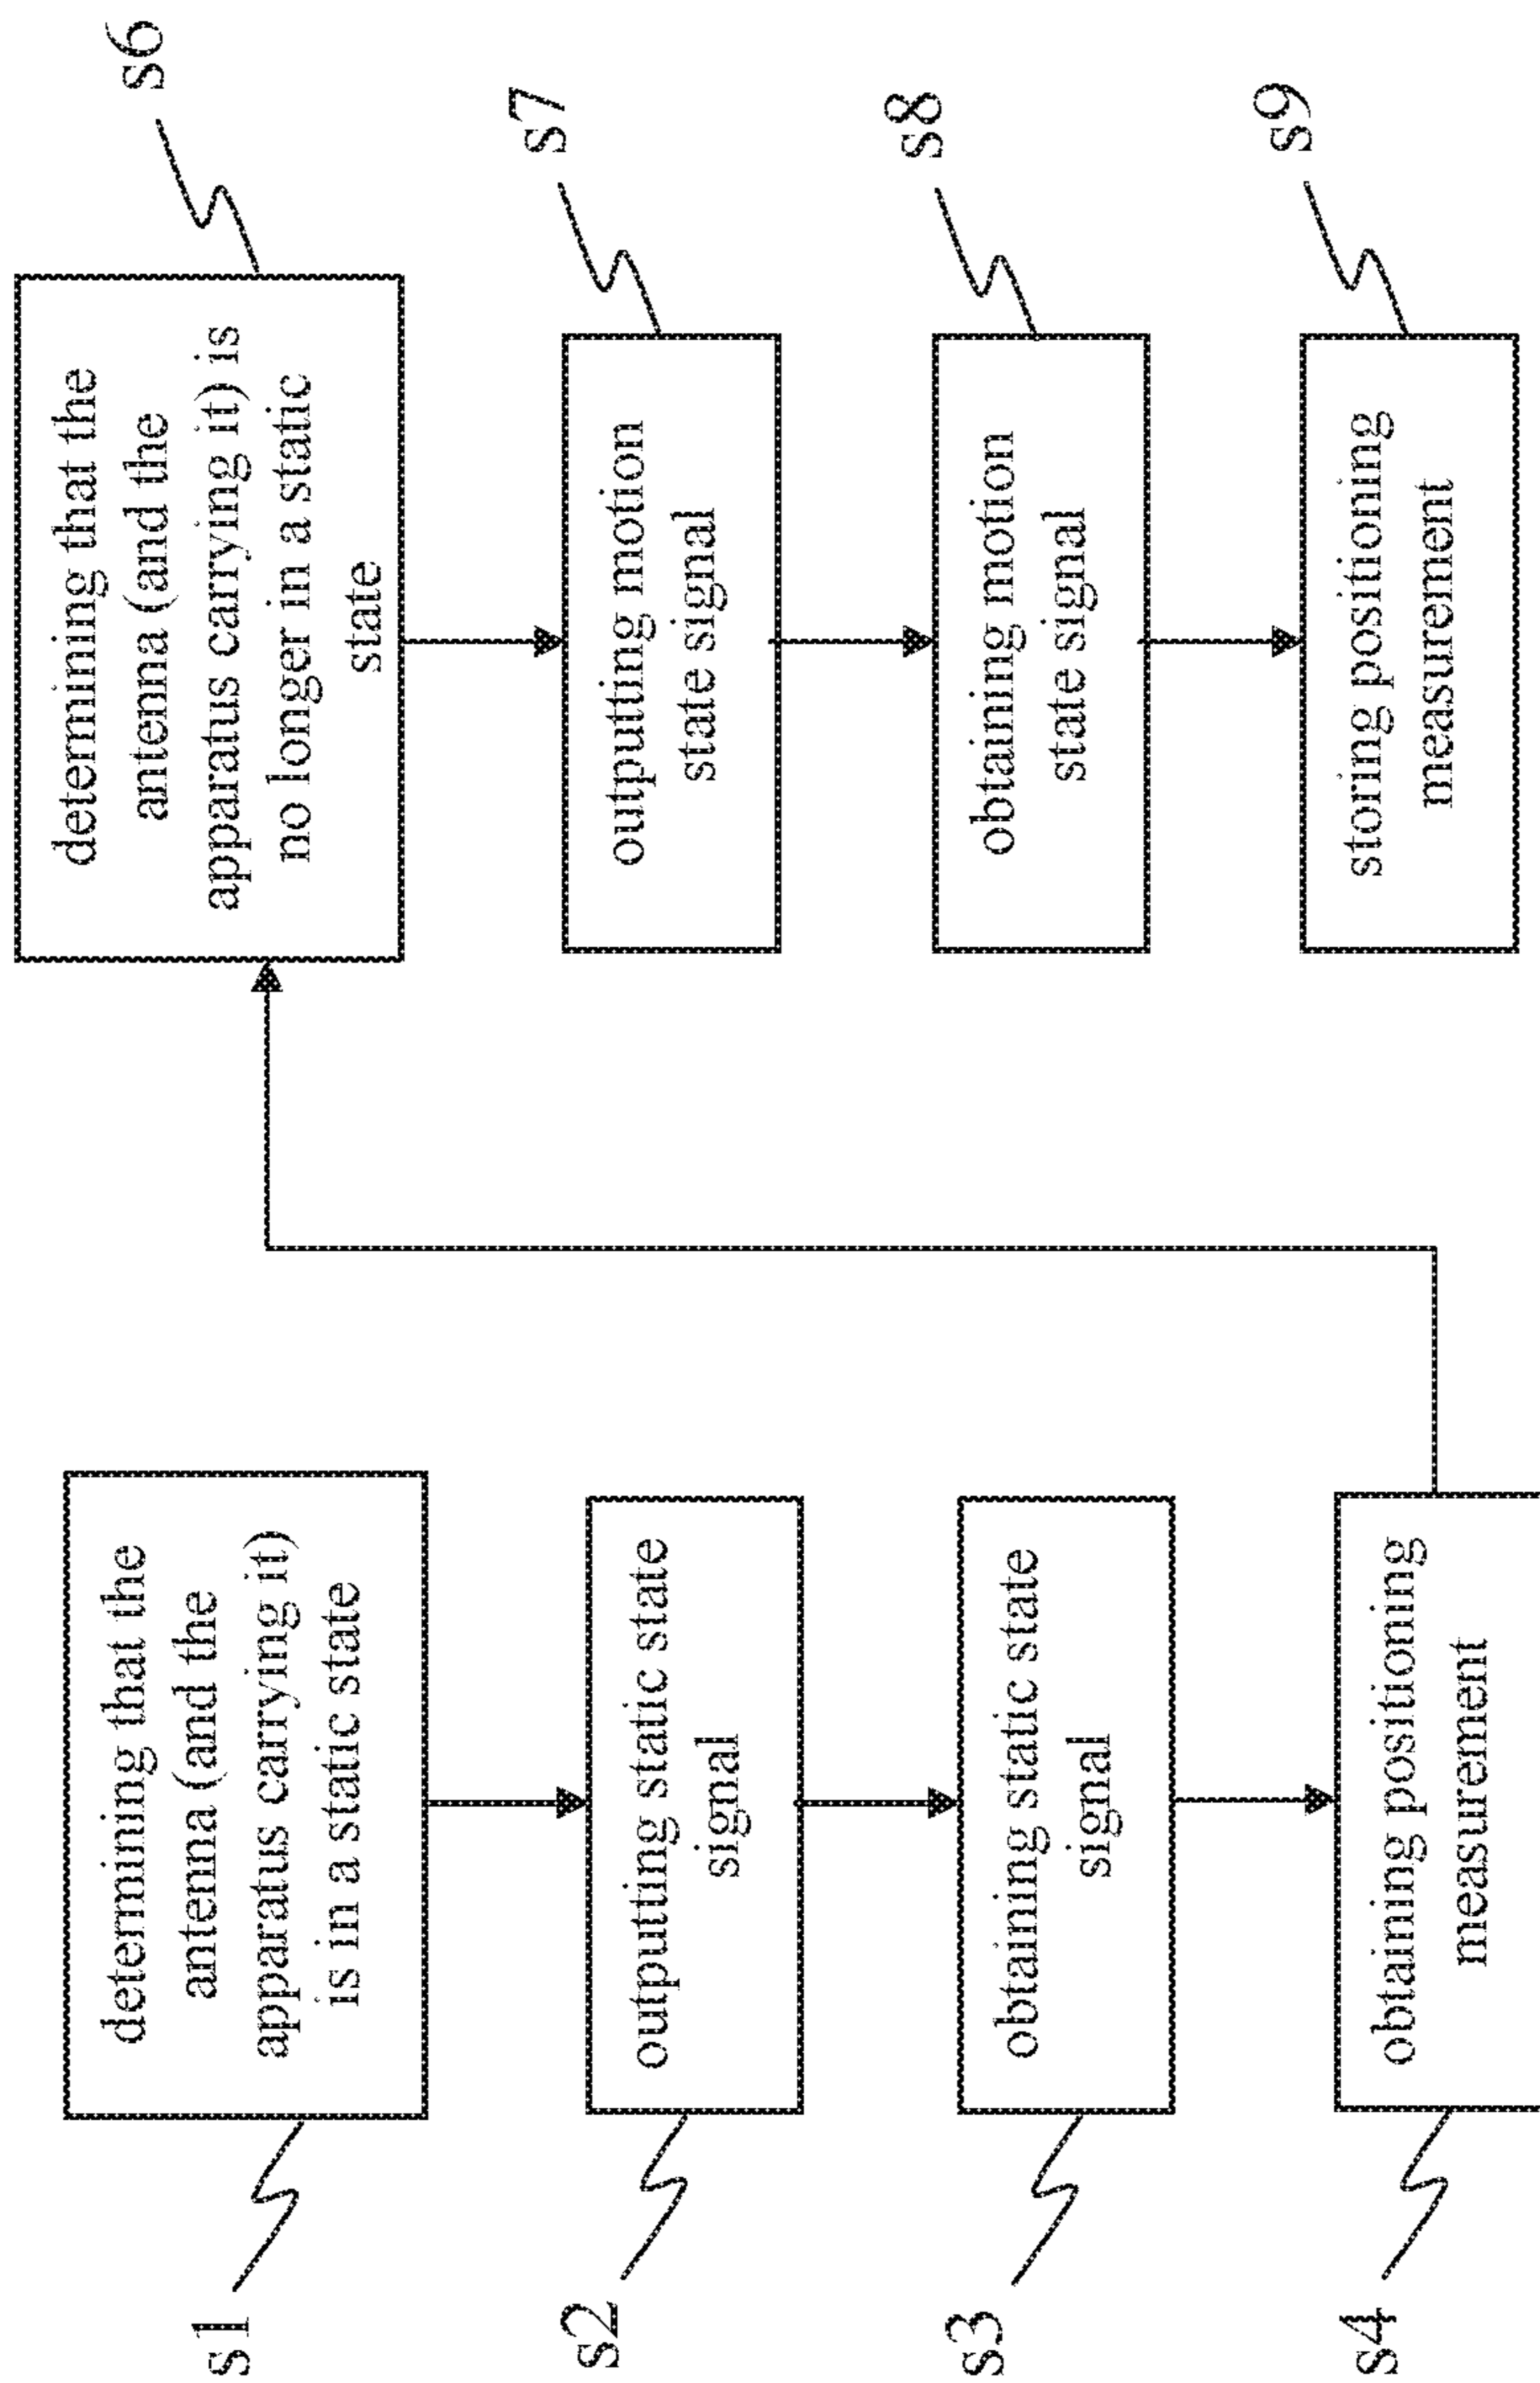 s1
determining that the
antenna (and the
apparatus carrying it)
is in a static state
s2
outputting static state
signal
s3
obtaining static state
signal
s4
obtaining positioning
measurement
s6
determining that the
antenna (and the
apparatus carrying it) is
no longer in a static
state
s7
outputting motion
state signal
s8
obtaining motion
state signal
s9
storing positioning
measurement